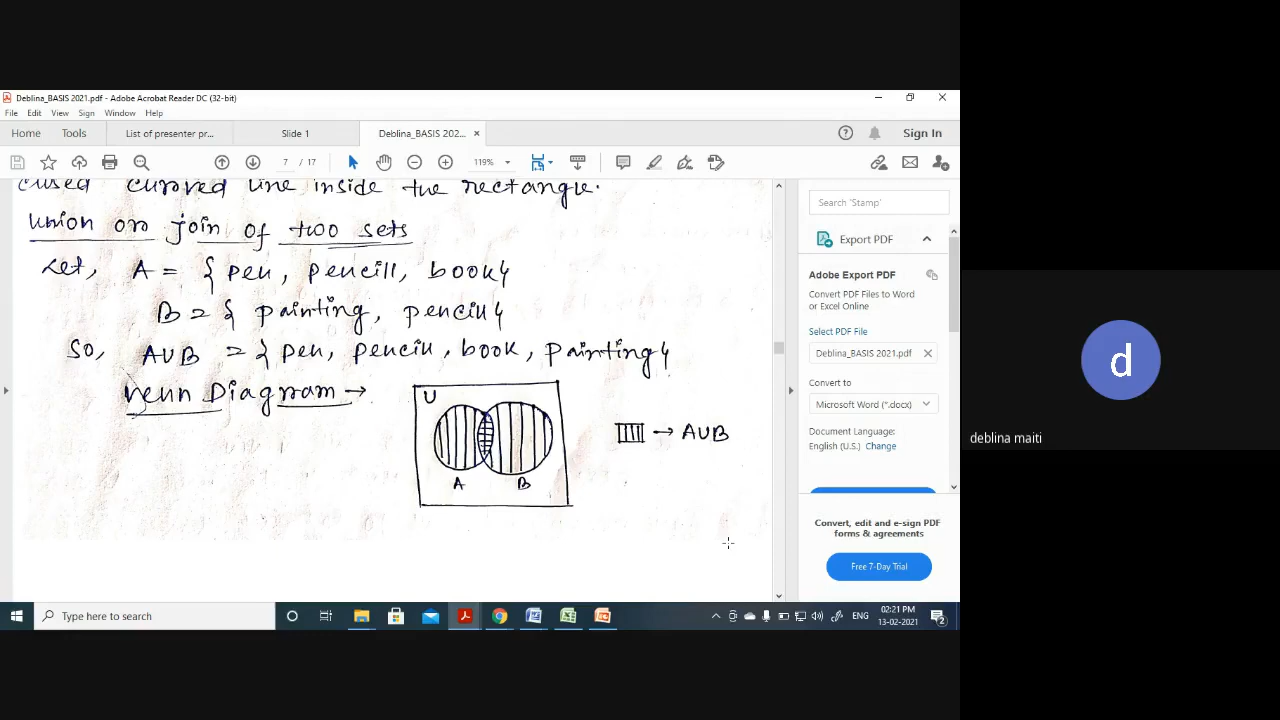 Deblina_BASIS 2021.pdf - Adobe Acrobat Reader DC (32-bit)
File Edit View Sign Window Help
Home Tools List of presenter pr... Slide 1 Deblina_BASIS 202... × Sign In
7 / 17 119%
cured curved line inside the rectangle.
union or join of two sets
Let, A = { pen, pencill, book}
B = { painting, pencill}
So, AUB = { pen, pencill, book, painting}
Venn Diagram →
U
A B
→ AUB
Search 'Stamp'
Export PDF
Adobe Export PDF
Convert PDF Files to Word
or Excel Online
Select PDF File
Deblina_BASIS 2021.pdf ×
Convert to
Microsoft Word (*.docx)
Document Language:
English (U.S.) Change
Convert, edit and e-sign PDF
forms & agreements
Free 7-Day Trial
d
deblina maiti
Type here to search
ENG
02:21 PM
13-02-2021
2